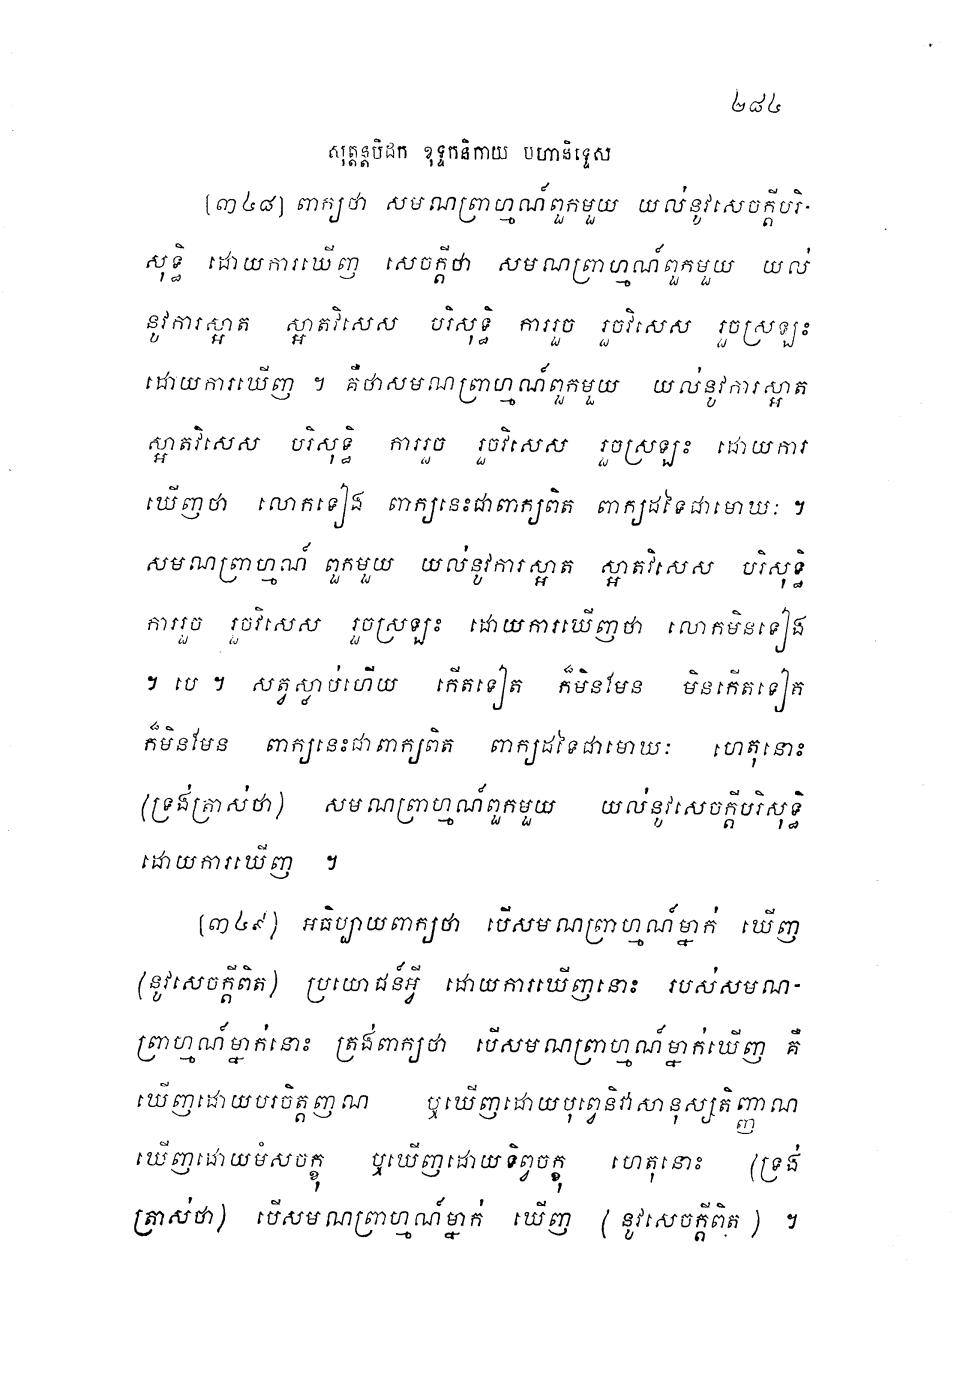 ២៨៤
សុត្តន្តបិដក ខុទ្ទកនិកាយ មហានិទ្ទេស
[៣៤៨] ពាក្យថា សមណព្រាហ្មណ៍ពួកមួយ យល់នូវសេចក្តីបរិ-
សុទ្ធិ ដោយការឃើញ សេចក្តីថា សមណព្រាហ្មណ៍ពួកមួយ យល់
នូវការស្អាត ស្អាតវិសេស បរិសុទ្ធិ ការរួច រួចវិសេស រួចស្រឡះ
ដោយការឃើញ ។ គឺថាសមណព្រាហ្មណ៍ពួកមួយ យល់នូវការស្អាត
ស្អាតវិសេស បរិសុទ្ធិ ការរួច រួចវិសេស រួចស្រឡះ ដោយការ
ឃើញថា លោកទៀង ពាក្យនេះជាពាក្យពិត ពាក្យដទៃជាមោឃៈ ។
សមណព្រាហ្មណ៍ ពួកមួយ យល់នូវការស្អាត ស្អាតវិសេស បរិសុទ្ធិ
ការរួច រួចវិសេស រួចស្រឡះ ដោយការឃើញថា លោកមិនទៀង
។ បេ ។ សត្វស្លាប់ហើយ កើតទៀត ក៏មិនមែន មិនកើតទៀត
ក៏មិនមែន ពាក្យនេះជាពាក្យពិត ពាក្យដទៃជាមោឃៈ ហេតុនោះ
(ទ្រង់ត្រាស់ថា) សមណព្រាហ្មណ៍ពួកមួយ យល់នូវសេចក្តីបរិសុទ្ធិ
ដោយការឃើញ ។
[៣៤៩] អធិប្បាយពាក្យថា បើសមណព្រាហ្មណ៍ម្នាក់ ឃើញ
(នូវសេចក្តីពិត) ប្រយោជន៍អ្វី ដោយការឃើញនោះ របស់សមណ-
ព្រាហ្មណ៍ម្នាក់នោះ ត្រង់ពាក្យថា បើសមណព្រាហ្មណ៍ម្នាក់ឃើញ គឺ
ឃើញដោយបរចិត្តញាណ ឬឃើញដោយបុព្វេនិវាសានុស្សតិញ្ញាណ
ឃើញដោយមំសចក្ខុ ឬឃើញដោយទិព្វចក្ខុ ហេតុនោះ (ទ្រង់
ត្រាស់ថា) បើសមណព្រាហ្មណ៍ម្នាក់ ឃើញ (នូវសេចក្តីពិត) ។